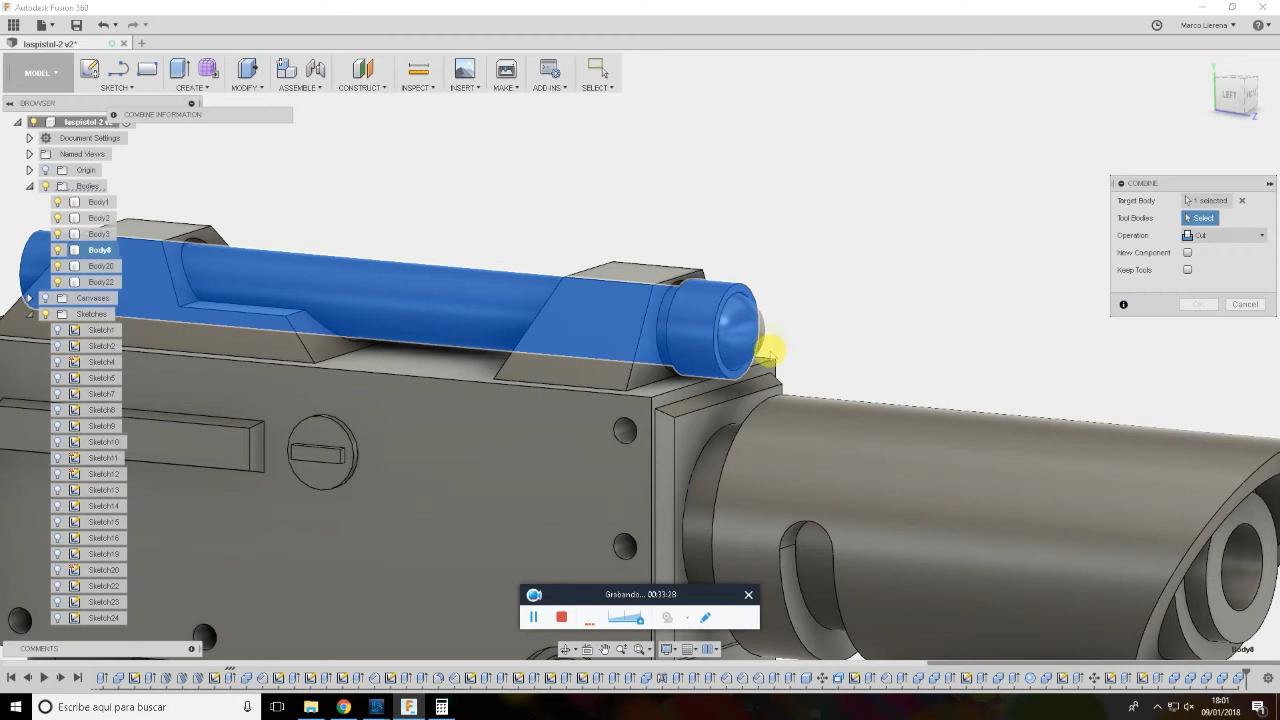 Autodesk Fusion 360
Marco Llerena
laspistol-2 v2*
MODEL
SKETCH
CREATE
MODIFY
ASSEMBLE
CONSTRUCT
INSPECT
INSERT
MAKE
ADD-INS
SELECT
BROWSER
COMBINE INFORMATION
laspistol-2 v2
Document Settings
Named Views
Origin
Bodies
Body1
Body2
Body3
Body8
Body20
Body22
Canvases
Sketches
Sketch1
Sketch2
Sketch4
Sketch5
Sketch7
Sketch8
Sketch9
Sketch10
Sketch11
Sketch12
Sketch13
Sketch14
Sketch15
Sketch16
Sketch19
Sketch20
Sketch22
Sketch23
Sketch24
Y
LEFT
Z
COMBINE
Target Body
1 selected
Tool Bodies
Select
Operation
Cut
New Component
Keep Tools
OK
Cancel
Grabando... 00:33:28
Body8
COMMENTS
Escribe aquí para buscar
18:01
09/01/2018